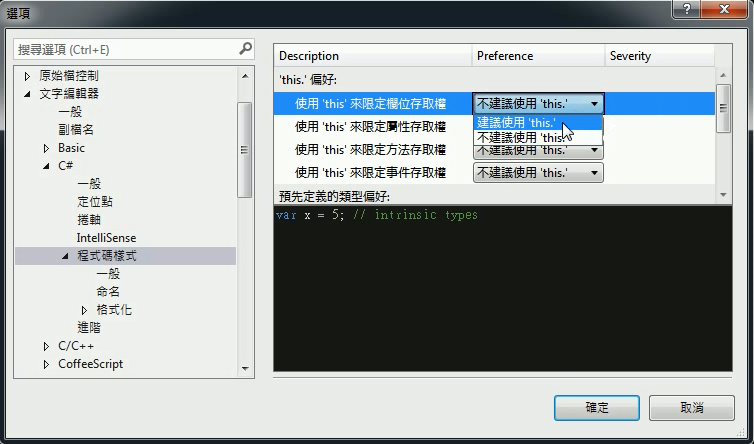 選項
搜尋選項 (Ctrl+E)
原始檔控制
文字編輯器
一般
副檔名
Basic
C#
一般
定位點
捲軸
IntelliSense
程式碼樣式
一般
命名
格式化
進階
C/C++
CoffeeScript
Description Preference Severity
'this.' 偏好:
使用 'this' 來限定欄位存取權 不建議使用 'this.'
建議使用 'this.'
使用 'this' 來限定屬性存取權
不建議使用 'this.'
使用 'this' 來限定方法存取權 不建議使用 'this.'
使用 'this' 來限定事件存取權 不建議使用 'this.'
預先定義的類型偏好:
var x = 5; // intrinsic types
確定 取消